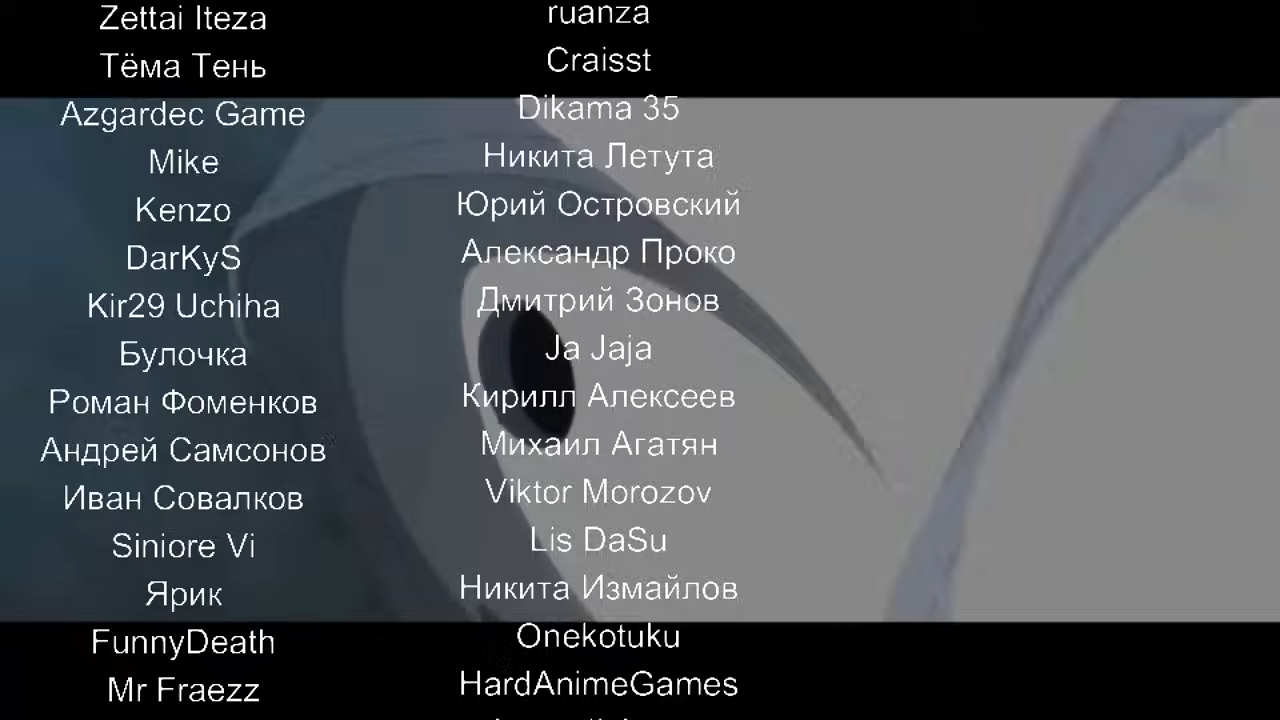 Zettai Iteza
Тёма Тень
Azgardec Game
Mike
Kenzo
DarKyS
Kir29 Uchiha
Булочка
Роман Фоменков
Андрей Самсонов
Иван Совалков
Siniore Vi
Ярик
FunnyDeath
Mr Fraezz
ruanza
Craisst
Dikama 35
Никита Летута
Юрий Островский
Александр Проко
Дмитрий Зонов
Ja Jaja
Кирилл Алексеев
Михаил Агатян
Viktor Morozov
Lis DaSu
Никита Измайлов
Onekotuku
HardAnimeGames